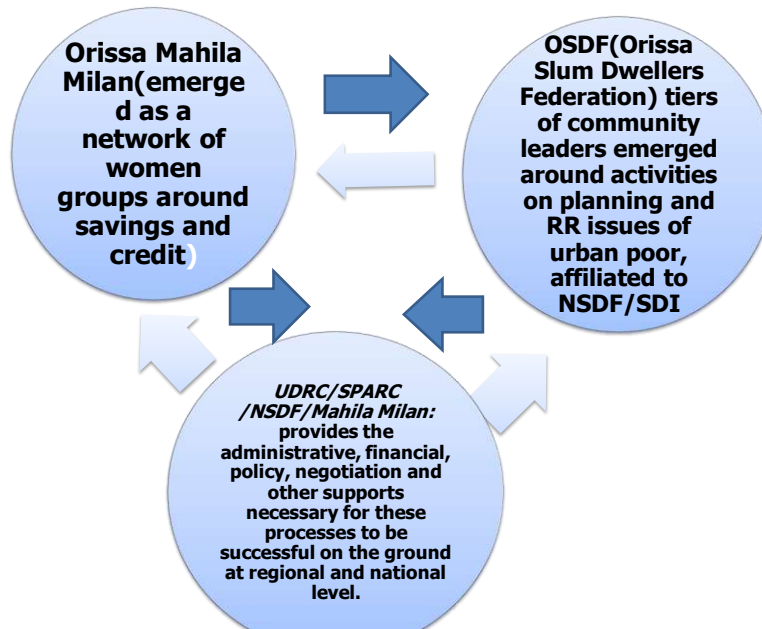 Orissa Mahila
Milan(emerge
d as a
network of
women
groups around
savings and
credit)
OSDF(Orissa
Slum Dwellers
Federation) tiers
of community
leaders emerged
around activities
on planning and
RR issues of
urban poor,
affiliated to
NSDF/SDI
UDRC/SPARC
/NSDF/Mahila Milan:
provides the
administrative, financial,
policy, negotiation and
other supports
necessary for these
processes to be
successful on the ground
at regional and national
level.